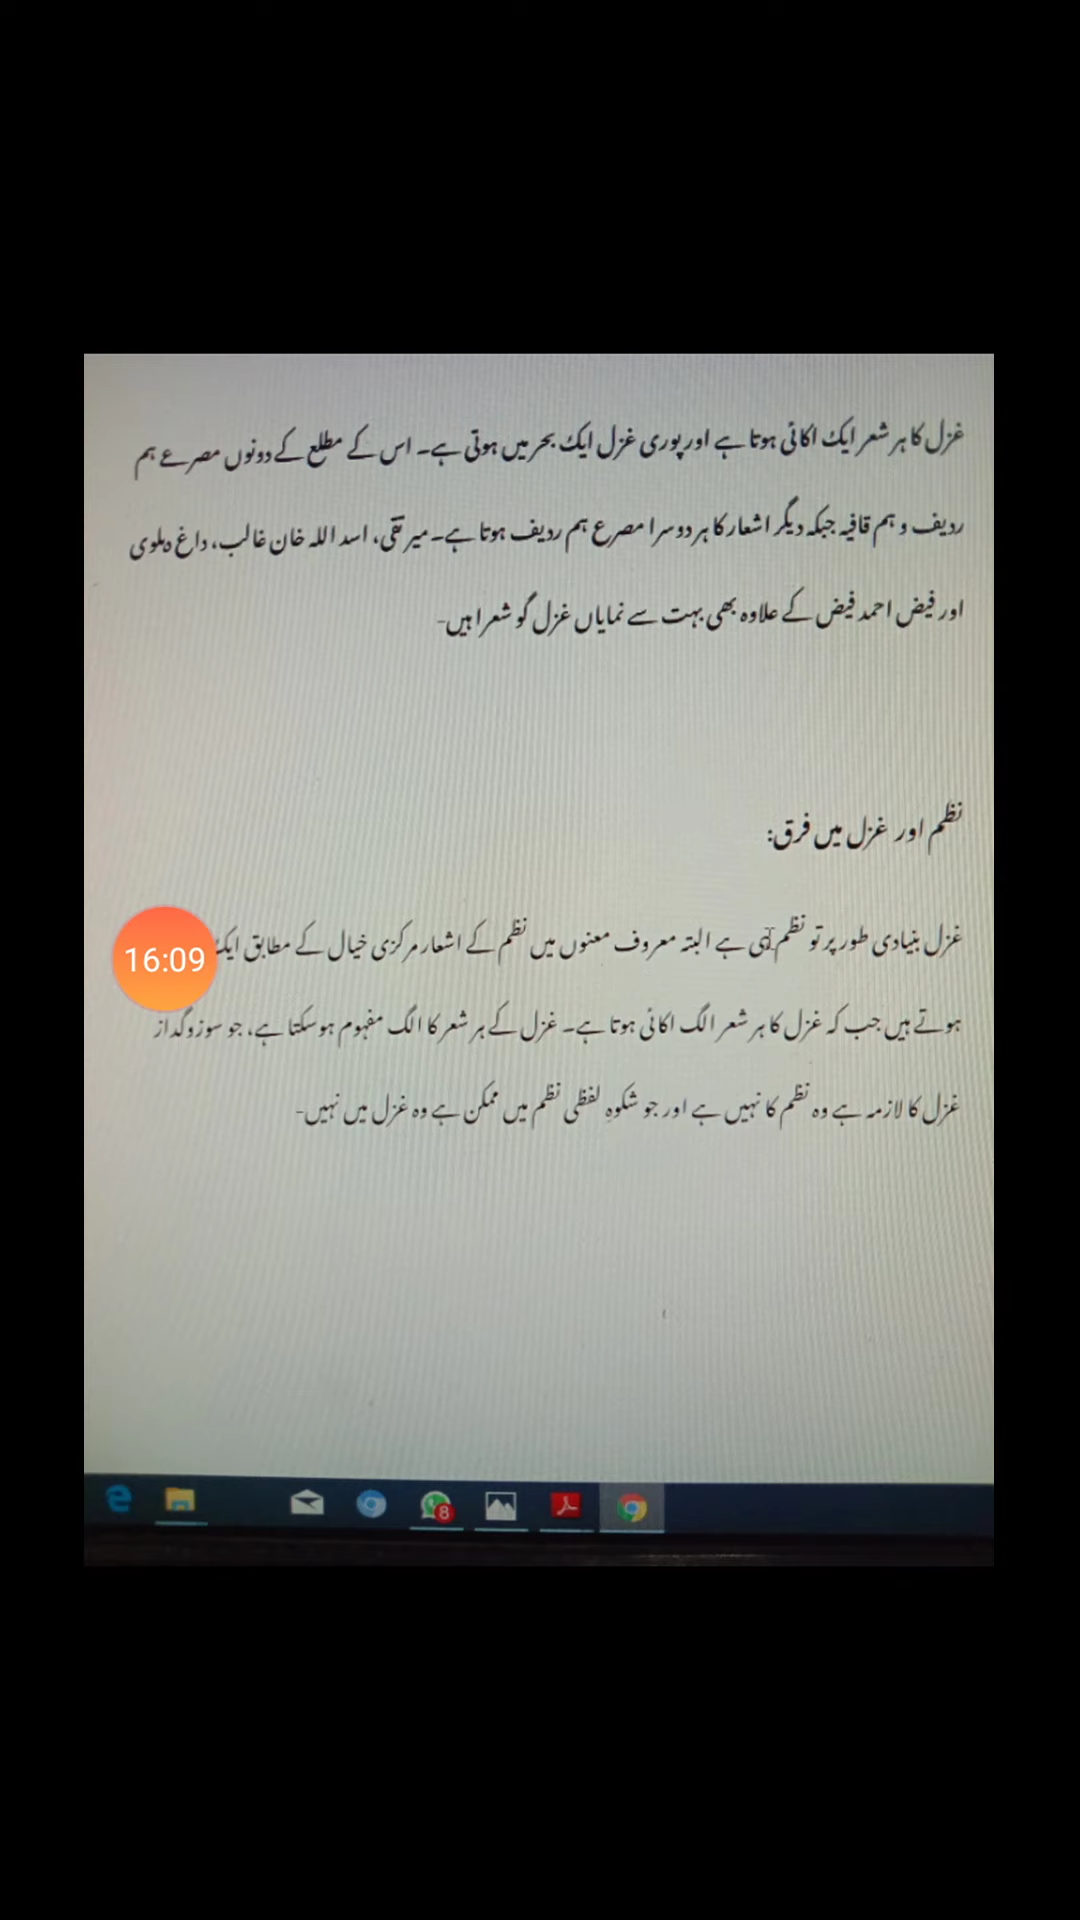 غزل کا ہر شعر ایک اکائی ہوتا ہے اور پوری غزل ایک بحر میں ہوتی ہے۔ اس کے مطلع کے دونوں مصرعے ہم
ردیف و ہم قافیہ جبکہ دیگر اشعار کا ہر دوسرا مصرع ہم ردیف ہوتا ہے۔ میر تقی، اسد اللہ خان غالب، داغ دہلوی
اور فیض احمد فیض کے علاوہ بھی بہت سے نمایاں غزل گو شعرا ہیں۔
نظم اور غزل میں فرق:
غزل بنیادی طور پر تو نظم ہی ہے البتہ معروف معنوں میں نظم کے اشعار مرکزی خیال کے مطابق ایک
16:09
ہوتے ہیں جب کہ غزل کا ہر شعر الگ اکائی ہوتا ہے۔ غزل کے ہر شعر کا الگ مفہوم ہوسکتا ہے، جو سوز و گداز
غزل کا لازمہ ہے وہ نظم کا نہیں ہے اور جو شکوہِ لفظی نظم میں ممکن ہے وہ غزل میں نہیں۔
8